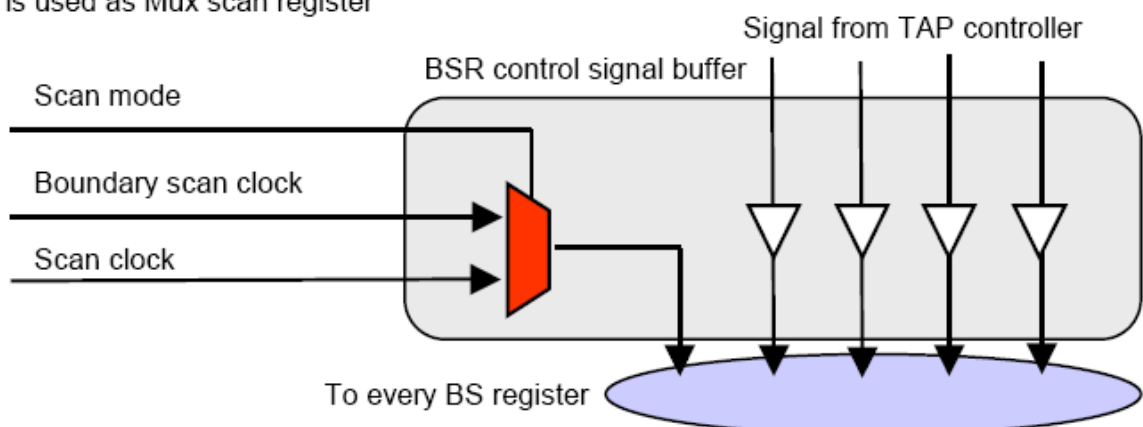 is used as Mux scan register
Signal from TAP controller
BSR control signal buffer
Scan mode
Boundary scan clock
Scan clock
To every BS register